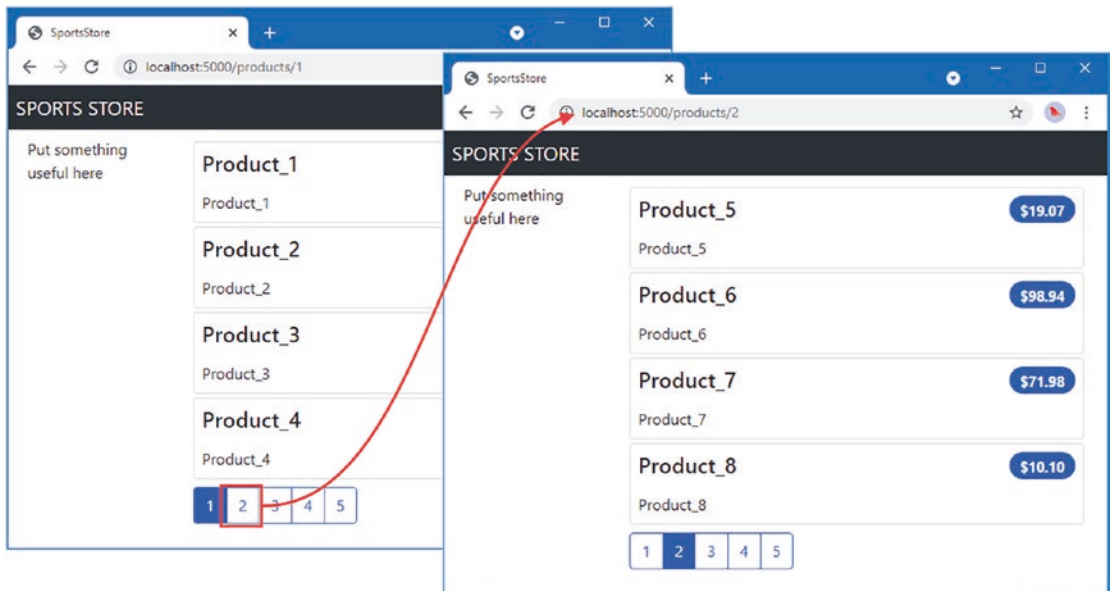 SportsStore
localhost:5000/products/1
SPORTS STORE
Put something
useful here
Product_1
Product_1
Product_2
Product_2
Product_3
Product_3
Product_4
Product_4
1 2 3 4 5
SportsStore
localhost:5000/products/2
SPORTS STORE
Put something
useful here
Product_5 $19.07
Product_5
Product_6 $98.94
Product_6
Product_7 $71.98
Product_7
Product_8 $10.10
Product_8
1 2 3 4 5